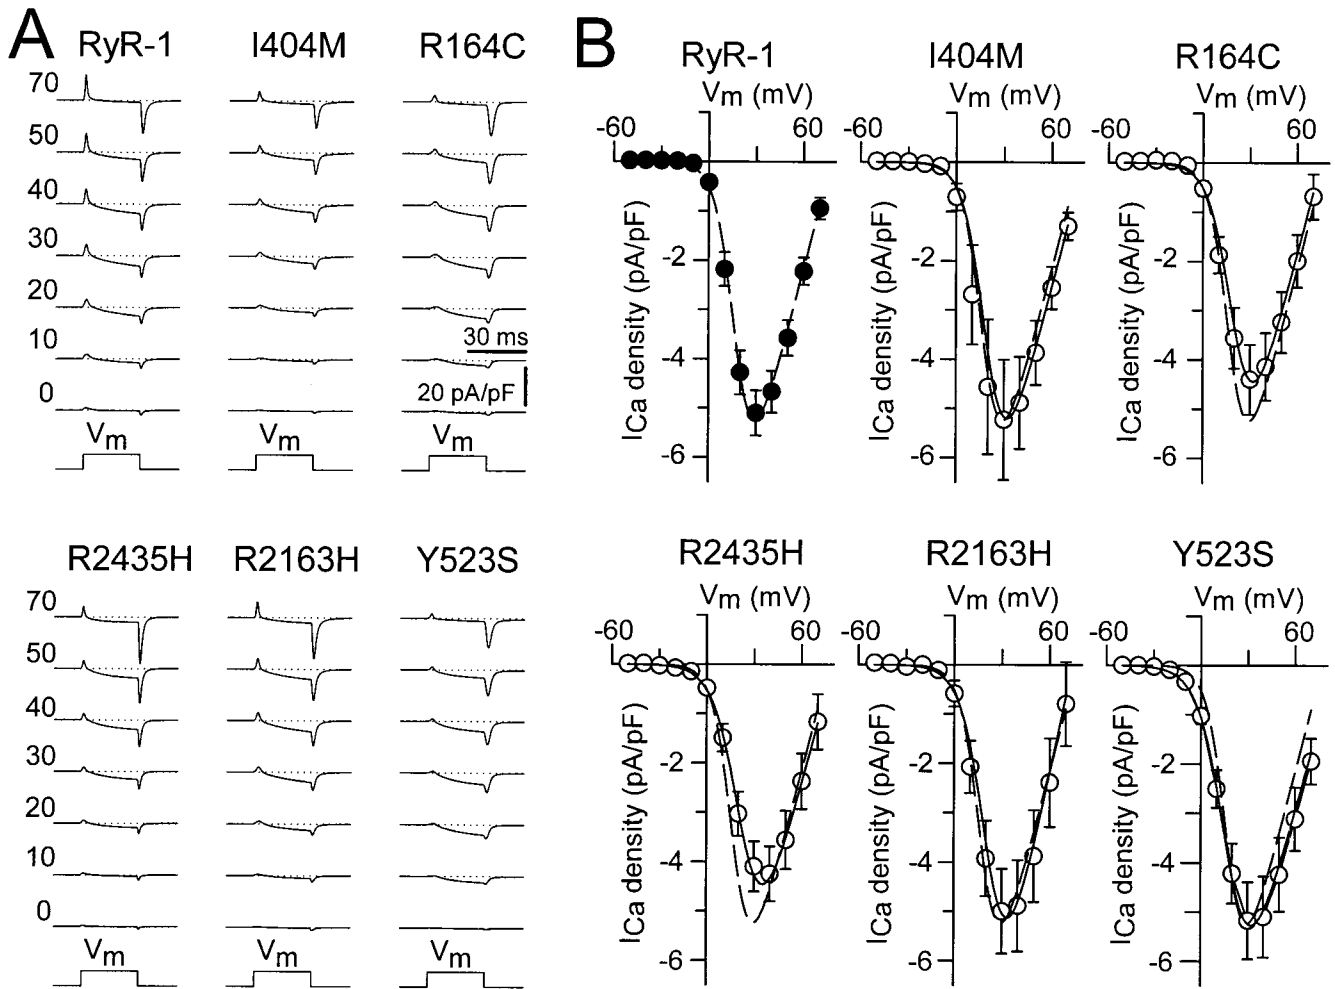 A
RyR-1 I404M R164C
70
50
40
30
20
10
0
30 ms
20 pA/pF
Vm Vm Vm
R2435H R2163H Y523S
70
50
40
30
20
10
0
Vm Vm Vm
B
RyR-1 I404M R164C
Vm (mV) Vm (mV) Vm (mV)
-60 60 -60 60 -60 60
ICa density (pA/pF) ICa density (pA/pF) ICa density (pA/pF)
-2 -2 -2
-4 -4 -4
-6 -6 -6
R2435H R2163H Y523S
Vm (mV) Vm (mV) Vm (mV)
-60 60 -60 60 -60 60
ICa density (pA/pF) ICa density (pA/pF) ICa density (pA/pF)
-2 -2 -2
-4 -4 -4
-6 -6 -6